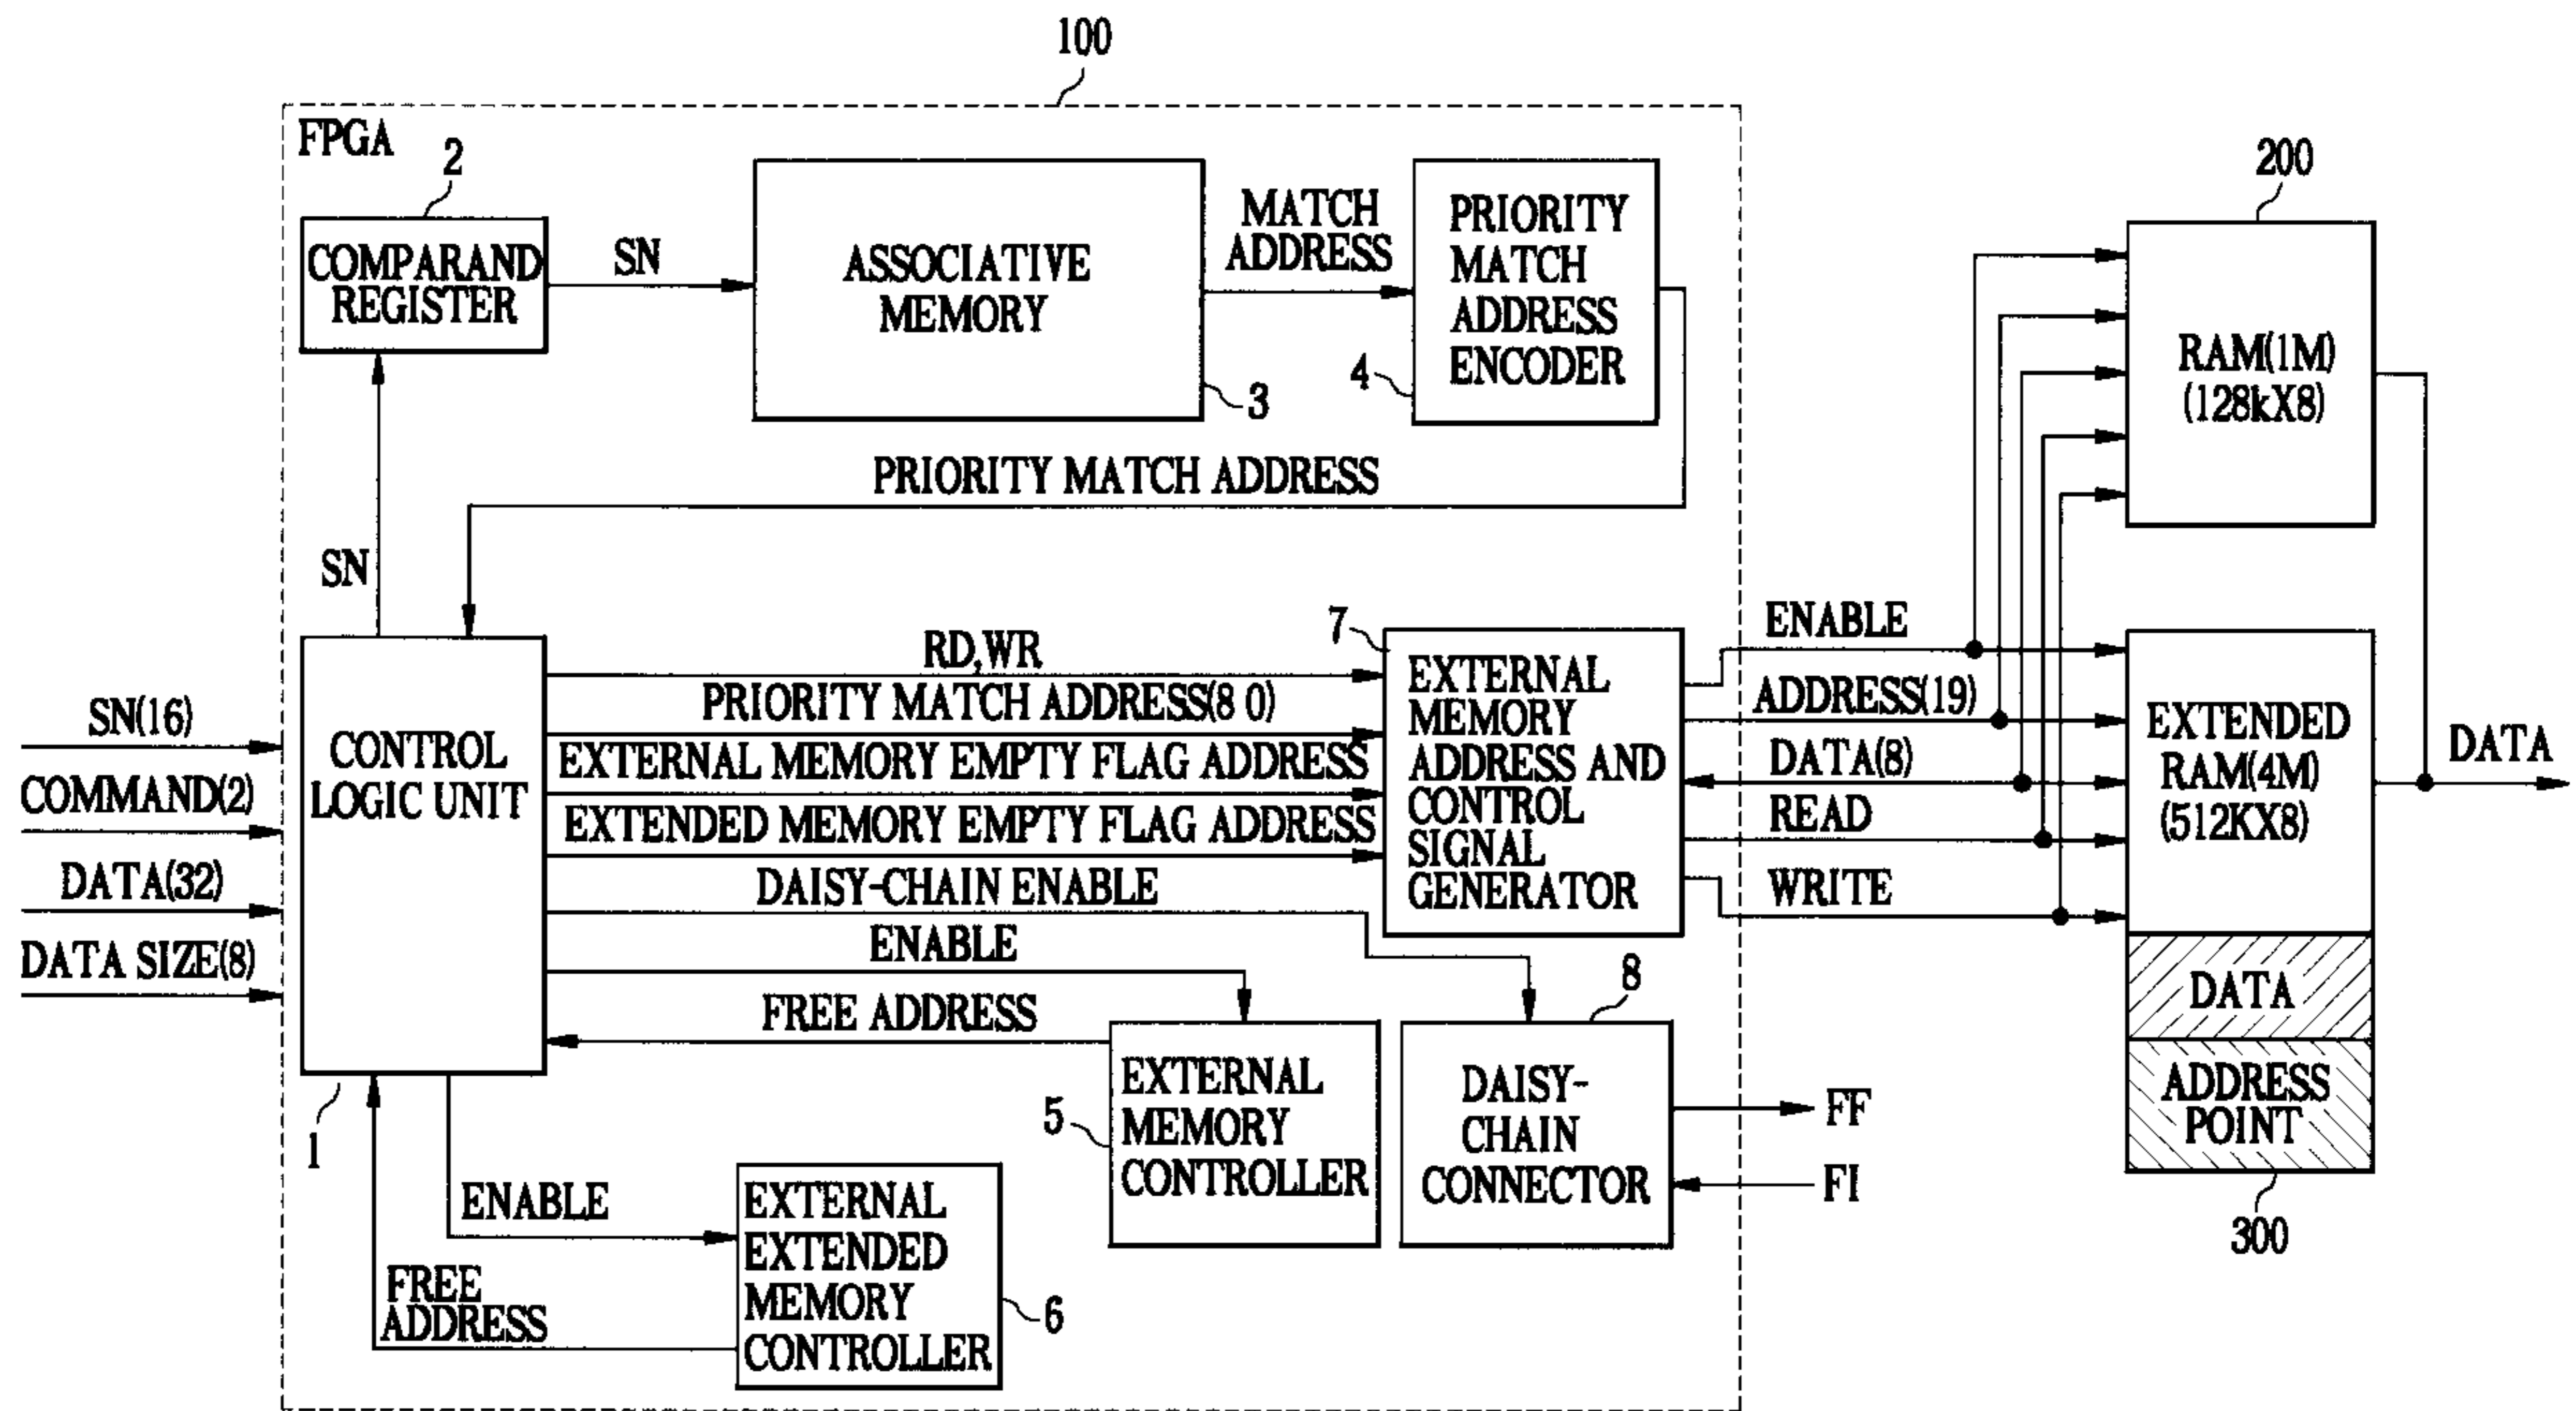 100
FPGA
2
COMPARAND
REGISTER
SN
ASSOCIATIVE
MEMORY
3
MATCH
ADDRESS
PRIORITY
MATCH
ADDRESS
ENCODER
4
200
RAM(1M)
(128kX8)
PRIORITY MATCH ADDRESS
SN
SN(16)
COMMAND(2)
DATA(32)
DATA SIZE(8)
CONTROL
LOGIC UNIT
1
RD,WR
PRIORITY MATCH ADDRESS(8 0)
EXTERNAL MEMORY EMPTY FLAG ADDRESS
EXTENDED MEMORY EMPTY FLAG ADDRESS
DAISY-CHAIN ENABLE
ENABLE
FREE ADDRESS
7
EXTERNAL
MEMORY
ADDRESS AND
CONTROL
SIGNAL
GENERATOR
ENABLE
ADDRESS(19)
DATA(8)
READ
WRITE
EXTENDED
RAM(4M)
(512KX8)
DATA
ADDRESS
POINT
300
DATA
5
EXTERNAL
MEMORY
CONTROLLER
8
DAISY-
CHAIN
CONNECTOR
FF
FI
ENABLE
FREE
ADDRESS
EXTERNAL
EXTENDED
MEMORY
CONTROLLER
6